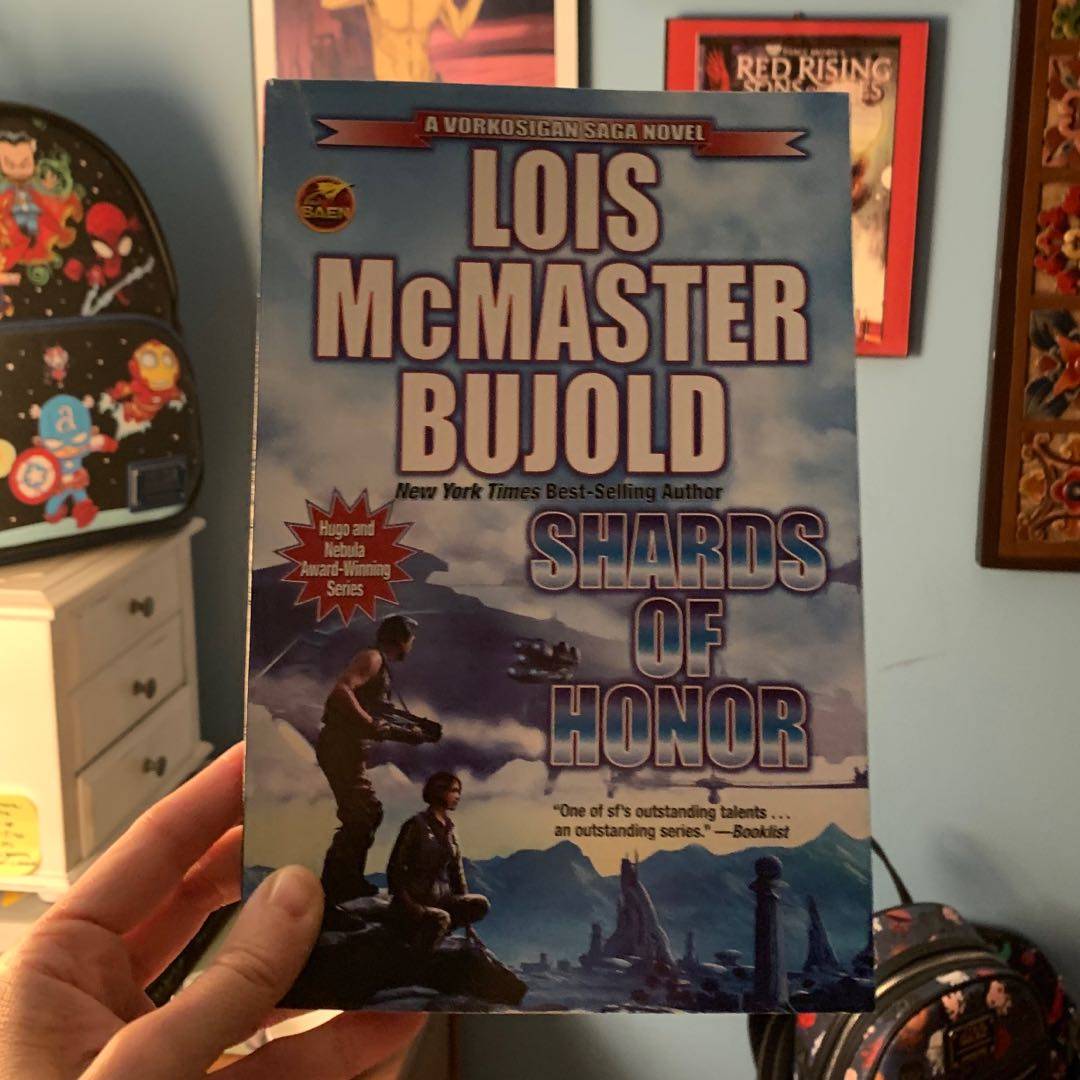 A VORKOSIGAN SAGA NOVEL
BAEN
LOIS
McMASTER
BUJOLD
New York Times Best-Selling Author
Hugo and
Nebula
Award-Winning
Series
SHARDS
OF
HONOR
"One of sf's outstanding talents . . .
an outstanding series." —Booklist
RED RISING
SONS
a